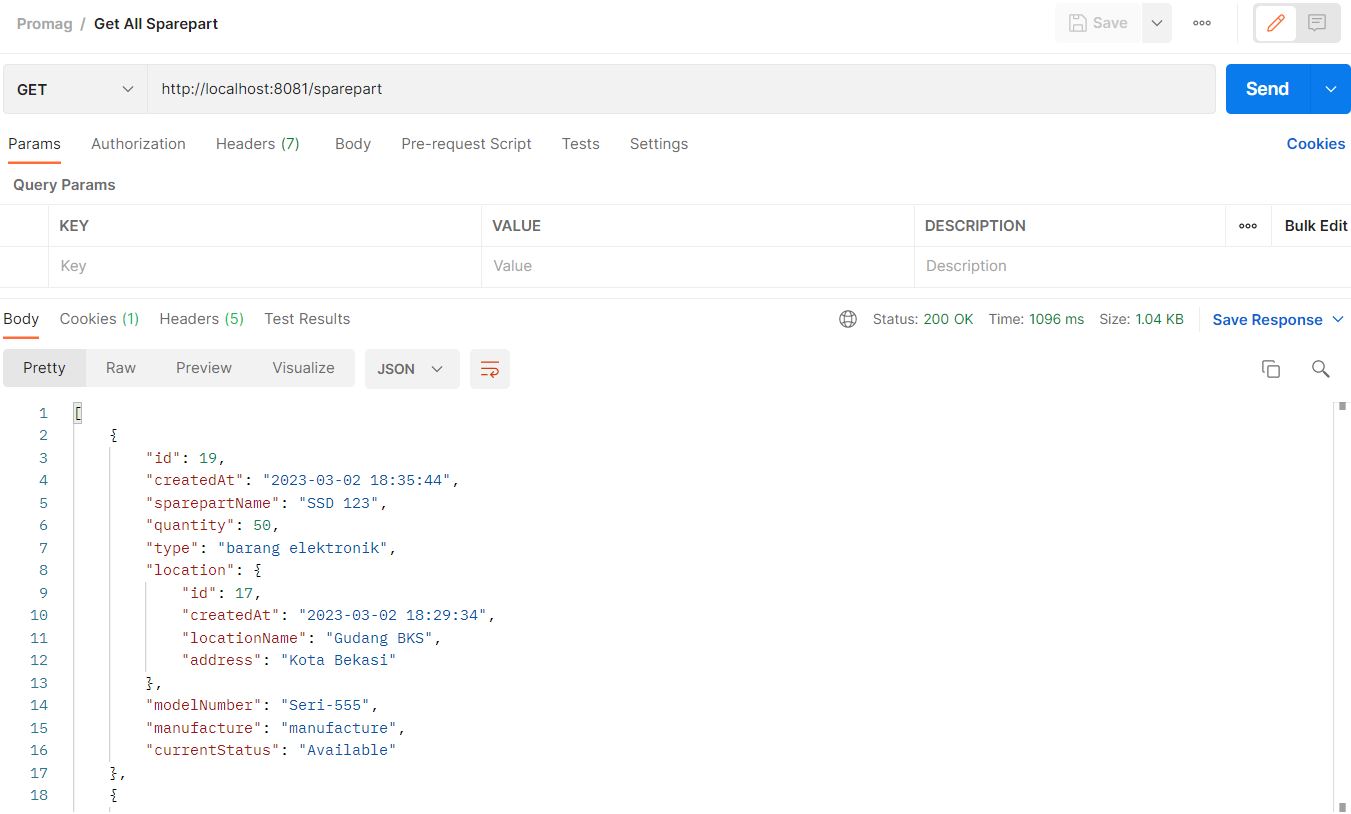 Promag / Get All Sparepart Save ooo
GET http://localhost:8081/sparepart Send
Params Authorization Headers (7) Body Pre-request Script Tests Settings Cookies
Query Params
KEY VALUE DESCRIPTION ooo Bulk Edit
Key Value Description
Body Cookies (1) Headers (5) Test Results Status: 200 OK Time: 1096 ms Size: 1.04 KB Save Response
Pretty Raw Preview Visualize JSON
1 [
2 {
3 "id": 19,
4 "createdAt": "2023-03-02 18:35:44",
5 "sparepartName": "SSD 123",
6 "quantity": 50,
7 "type": "barang elektronik",
8 "location": {
9 "id": 17,
10 "createdAt": "2023-03-02 18:29:34",
11 "locationName": "Gudang BKS",
12 "address": "Kota Bekasi"
13 },
14 "modelNumber": "Seri-555",
15 "manufacture": "manufacture",
16 "currentStatus": "Available"
17 },
18 {